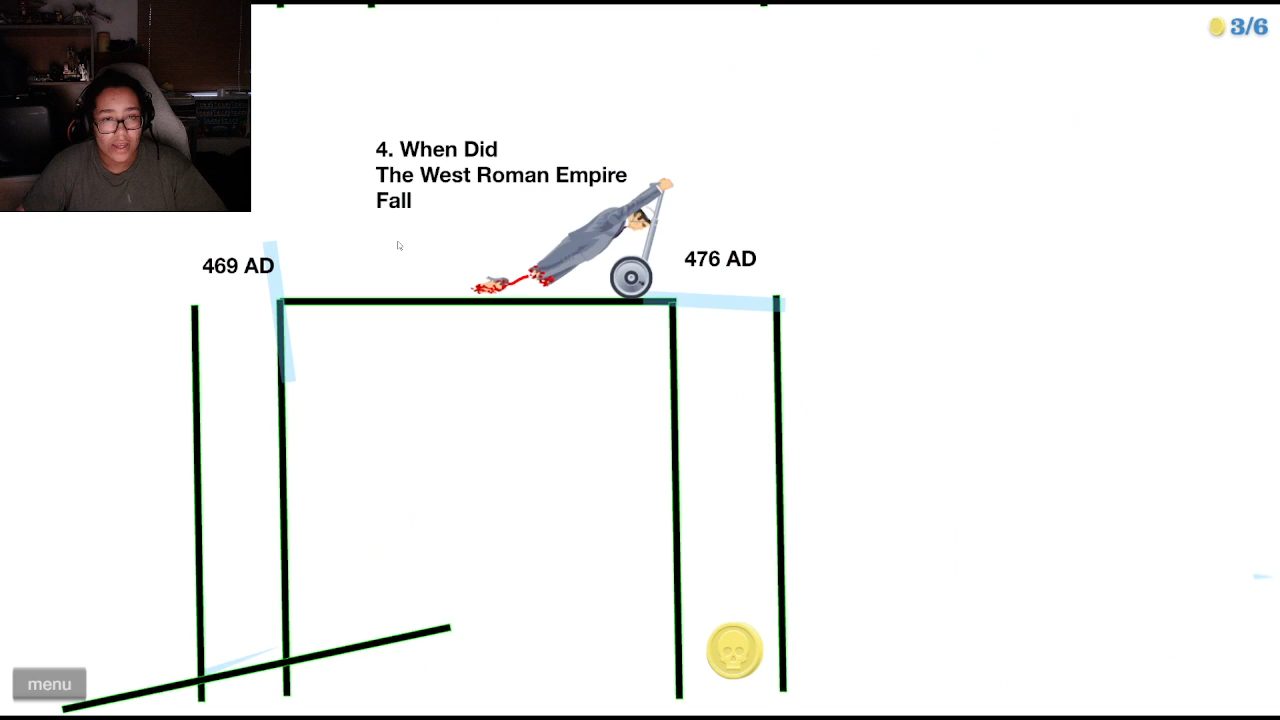 3/6
4. When Did
The West Roman Empire
Fall
469 AD
476 AD
menu